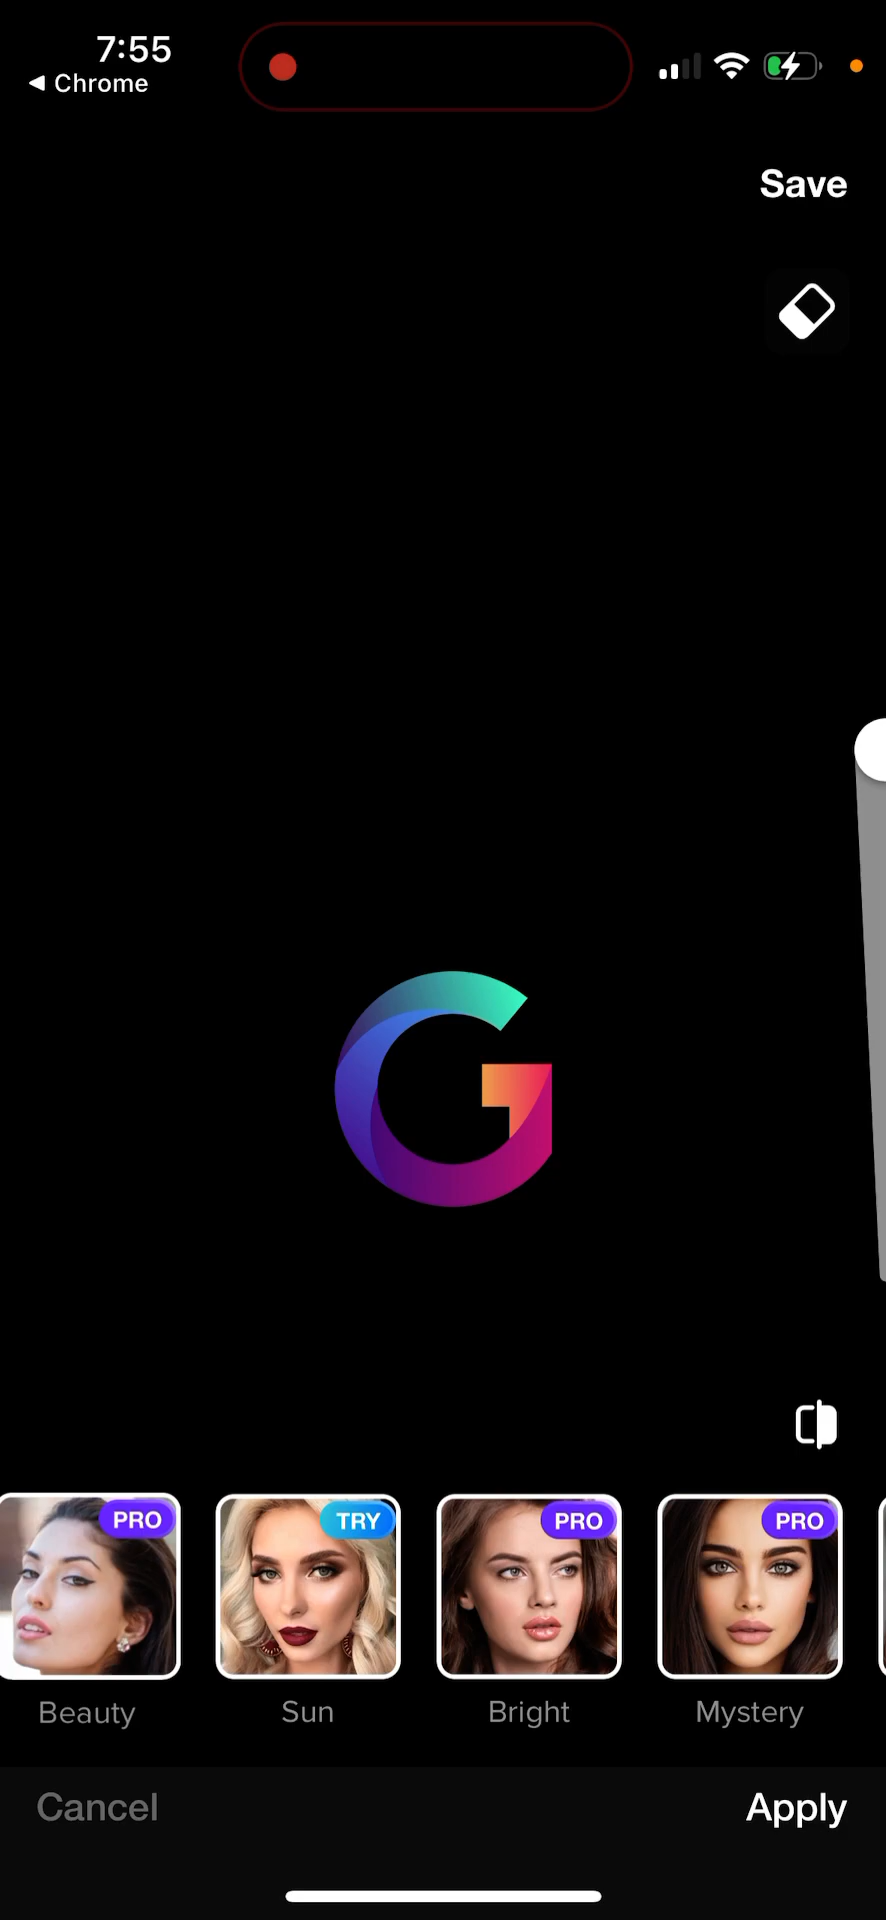 7:55
◀ Chrome
Save
PRO
TRY
PRO
PRO
Beauty
Sun
Bright
Mystery
Cancel
Apply